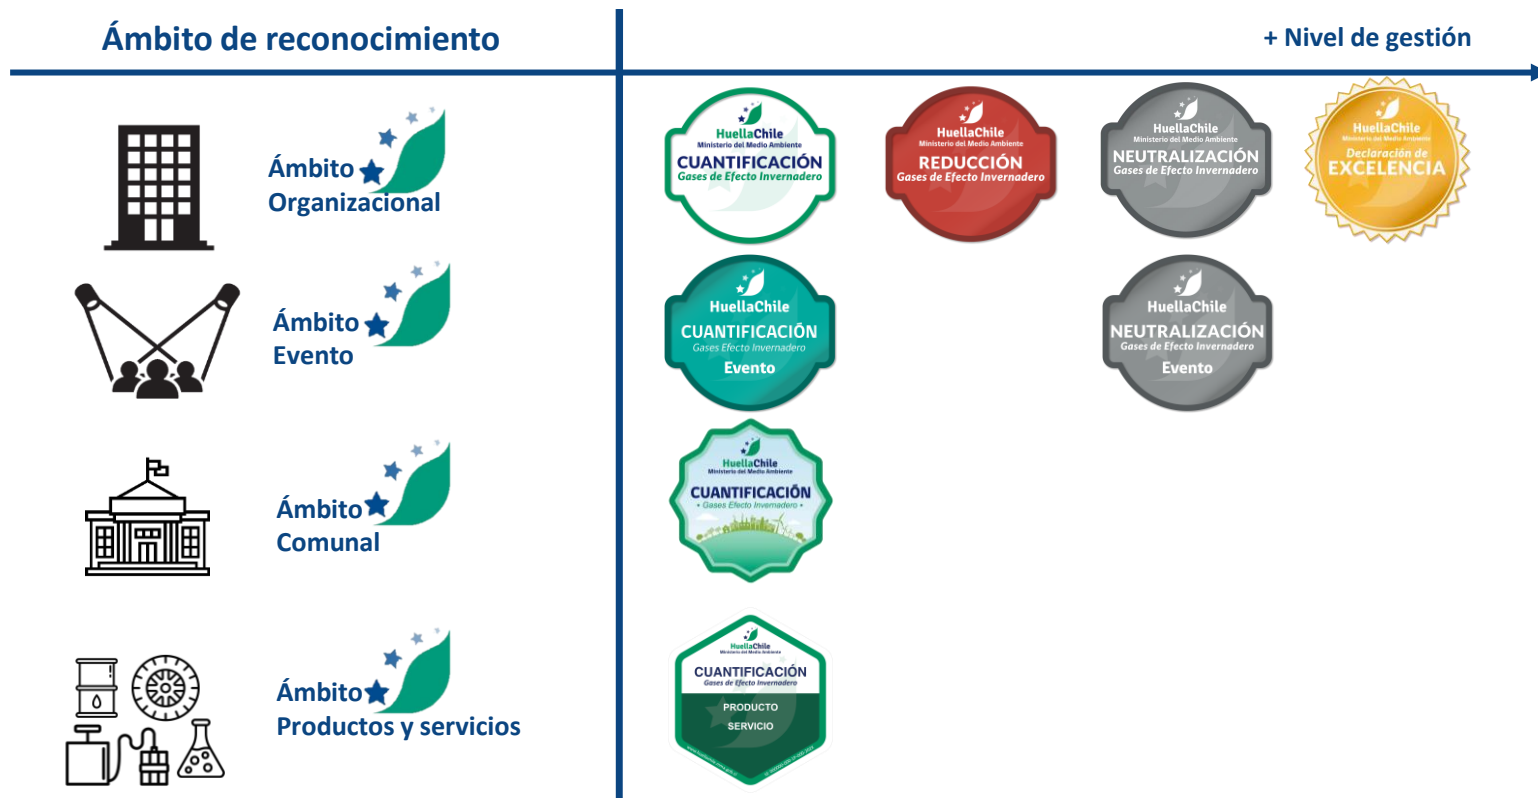 Ámbito de reconocimiento
+ Nivel de gestión
Ámbito
Organizacional
HuellaChile
Ministerio del Medio Ambiente
CUANTIFICACIÓN
Gases de Efecto Invernadero
HuellaChile
Ministerio del Medio Ambiente
REDUCCIÓN
Gases de Efecto Invernadero
HuellaChile
Ministerio del Medio Ambiente
NEUTRALIZACIÓN
Gases de Efecto Invernadero
HuellaChile
Ministerio del Medio Ambiente
Declaración de
EXCELENCIA
Ámbito
Evento
HuellaChile
CUANTIFICACIÓN
Gases Efecto Invernadero
Evento
HuellaChile
NEUTRALIZACIÓN
Gases de Efecto Invernadero
Evento
Ámbito
Comunal
HuellaChile
Ministerio del Medio Ambiente
CUANTIFICACIÓN
• Gases Efecto Invernadero •
Ámbito
Productos y servicios
HuellaChile
Ministerio del Medio Ambiente
CUANTIFICACIÓN
Gases de Efecto Invernadero
PRODUCTO
SERVICIO